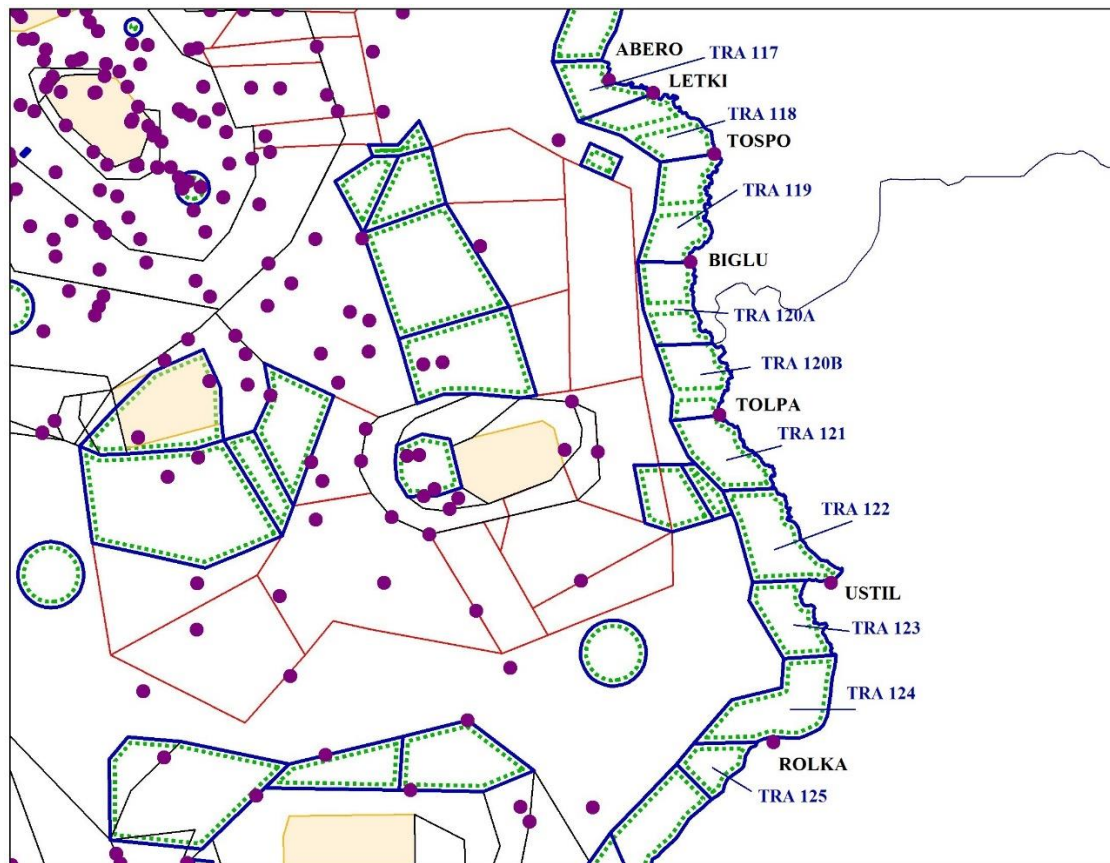 ABERO
TRA 117
LETKI
TRA 118
TOSPO
TRA 119
BIGLU
TRA 120A
TRA 120B
TOLPA
TRA 121
TRA 122
USTIL
TRA 123
TRA 124
ROLKA
TRA 125